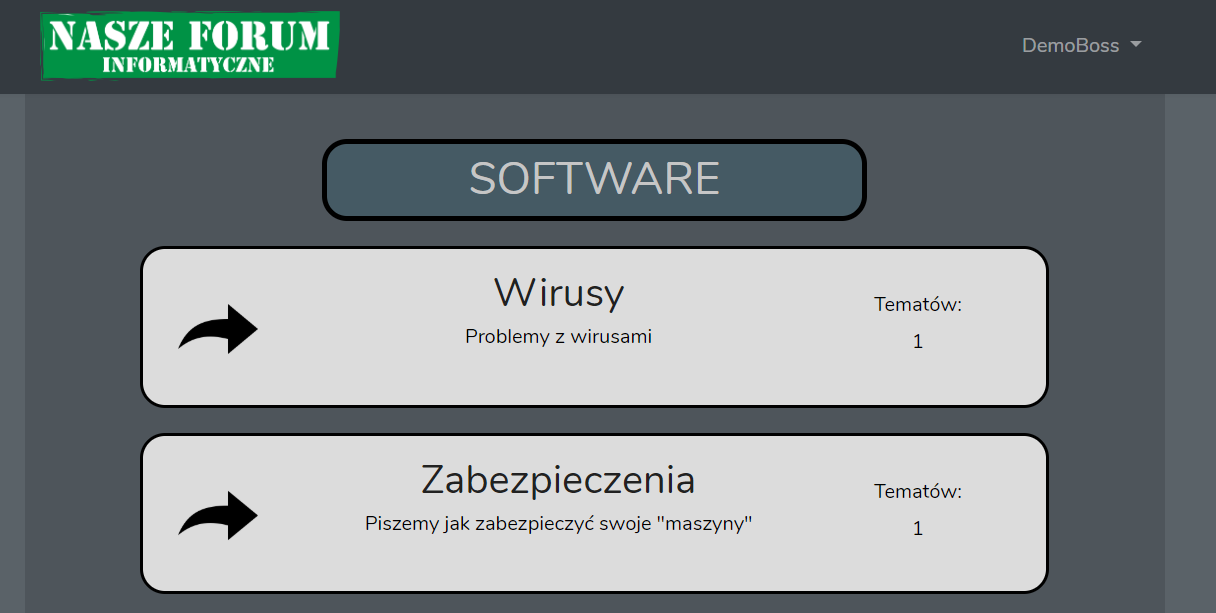 NASZE FORUM
INFORMATYCZNE
DemoBoss
SOFTWARE
Wirusy
Problemy z wirusami
Tematów:
1
Zabezpieczenia
Piszemy jak zabezpieczyć swoje "maszyny"
Tematów:
1